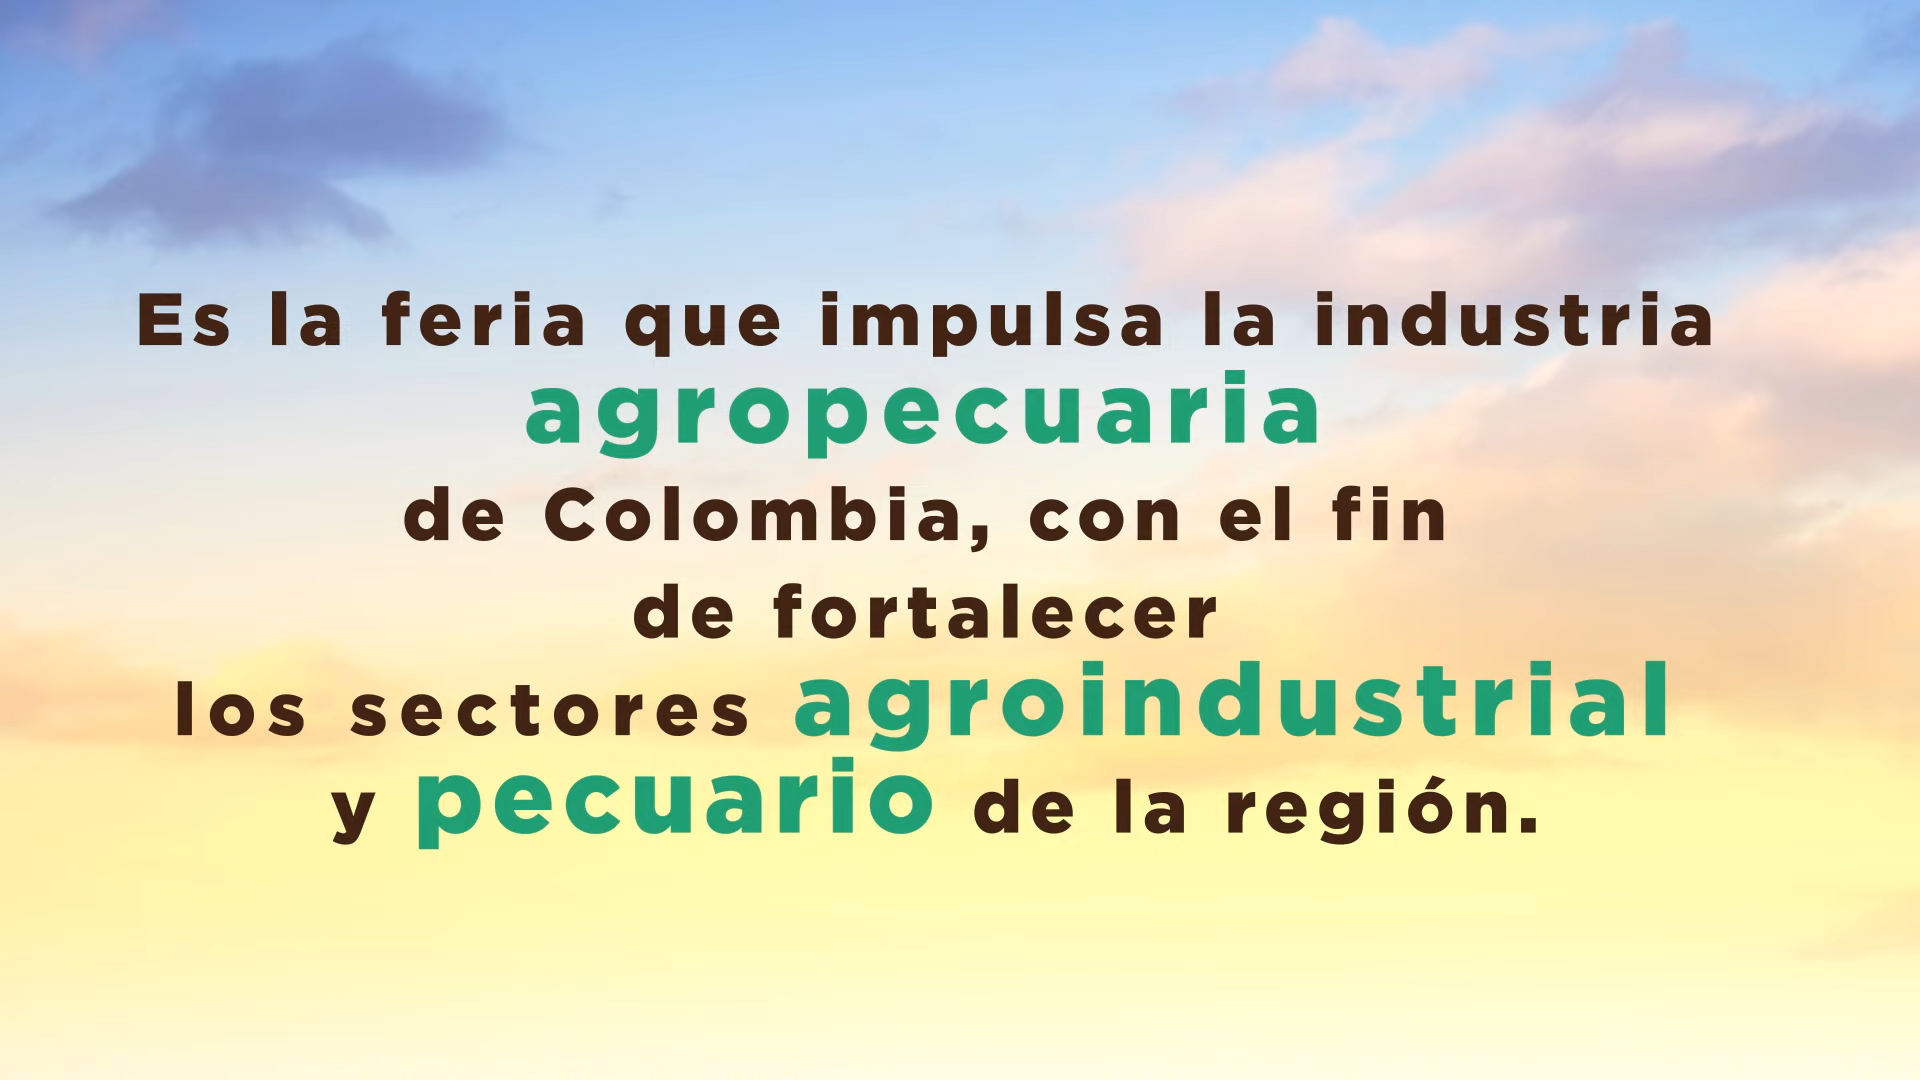 Es la feria que impulsa la industria
agropecuaria
de Colombia, con el fin
de fortalecer
los sectores agroindustrial
y pecuario de la región.